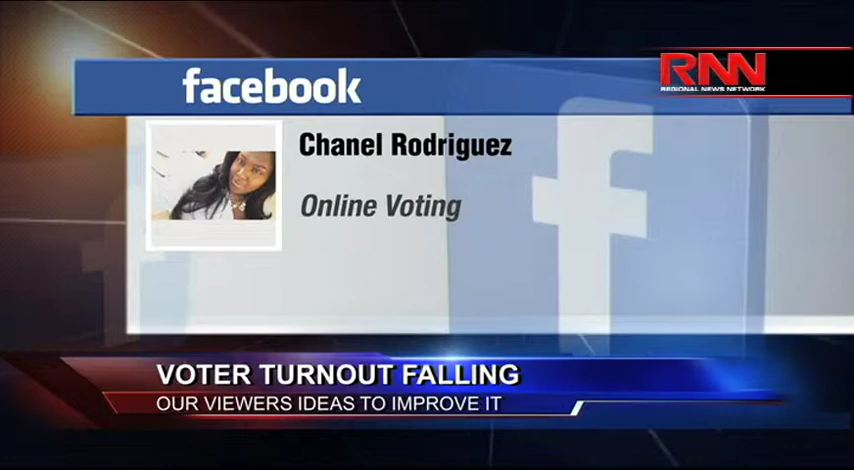 facebook
RNN
REGIONAL NEWS NETWORK
Chanel Rodriguez
Online Voting
VOTER TURNOUT FALLING
OUR VIEWERS IDEAS TO IMPROVE IT